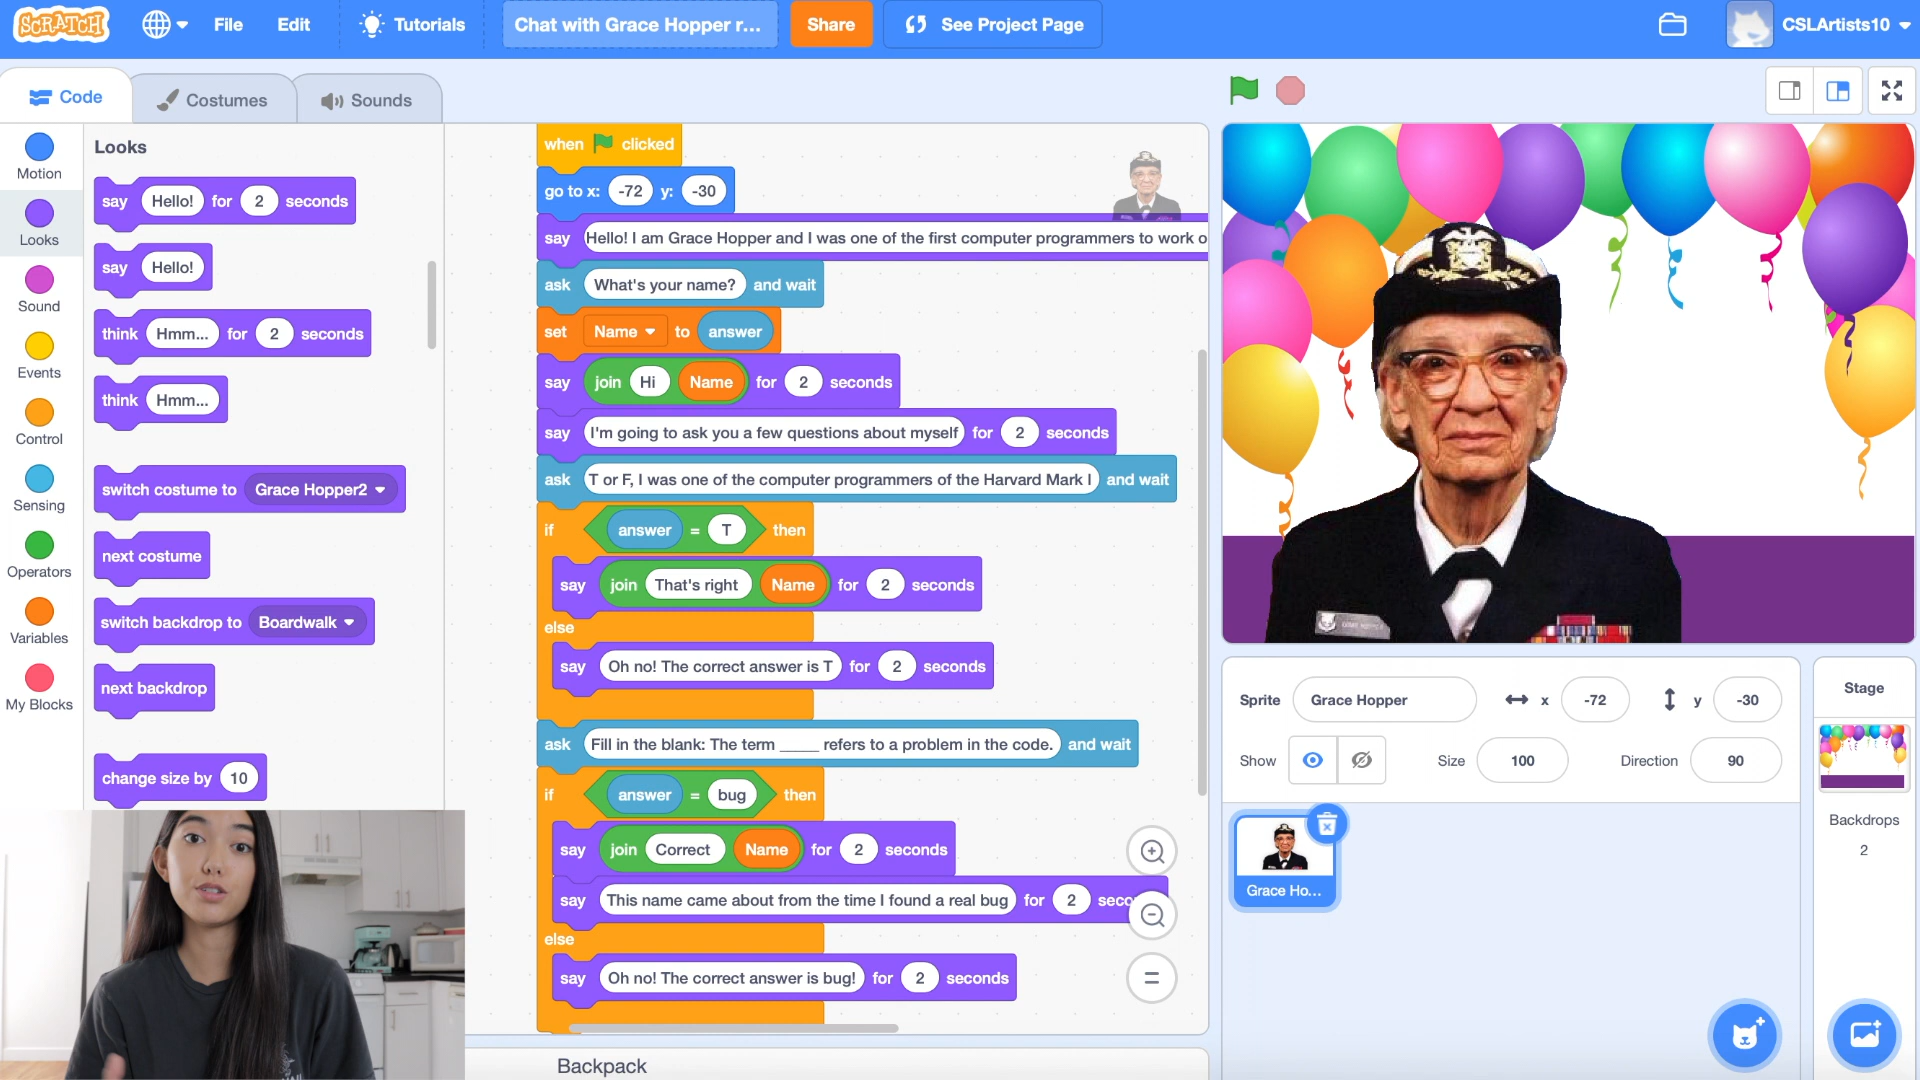 SCRATCH
File
Edit
Tutorials
Chat with Grace Hopper r...
Share
See Project Page
CSLArtists10
Code
Costumes
Sounds
Motion
Looks
Sound
Events
Control
Sensing
Operators
Variables
My Blocks
Looks
say Hello! for 2 seconds
say Hello!
think Hmm... for 2 seconds
think Hmm...
switch costume to Grace Hopper2
next costume
switch backdrop to Boardwalk
next backdrop
change size by 10
when clicked
go to x: -72 y: -30
say Hello! I am Grace Hopper and I was one of the first computer programmers to work o
ask What's your name? and wait
set Name to answer
say join Hi Name for 2 seconds
say I'm going to ask you a few questions about myself for 2 seconds
ask T or F, I was one of the computer programmers of the Harvard Mark I and wait
if answer = T then
say join That's right Name for 2 seconds
else
say Oh no! The correct answer is T for 2 seconds
ask Fill in the blank: The term _____ refers to a problem in the code. and wait
if answer = bug then
say join Correct Name for 2 seconds
say This name came about from the time I found a real bug for 2 seco
else
say Oh no! The correct answer is bug! for 2 seconds
Backpack
Sprite Grace Hopper x -72 y -30
Show Size 100 Direction 90
Grace Ho...
Stage
Backdrops
2